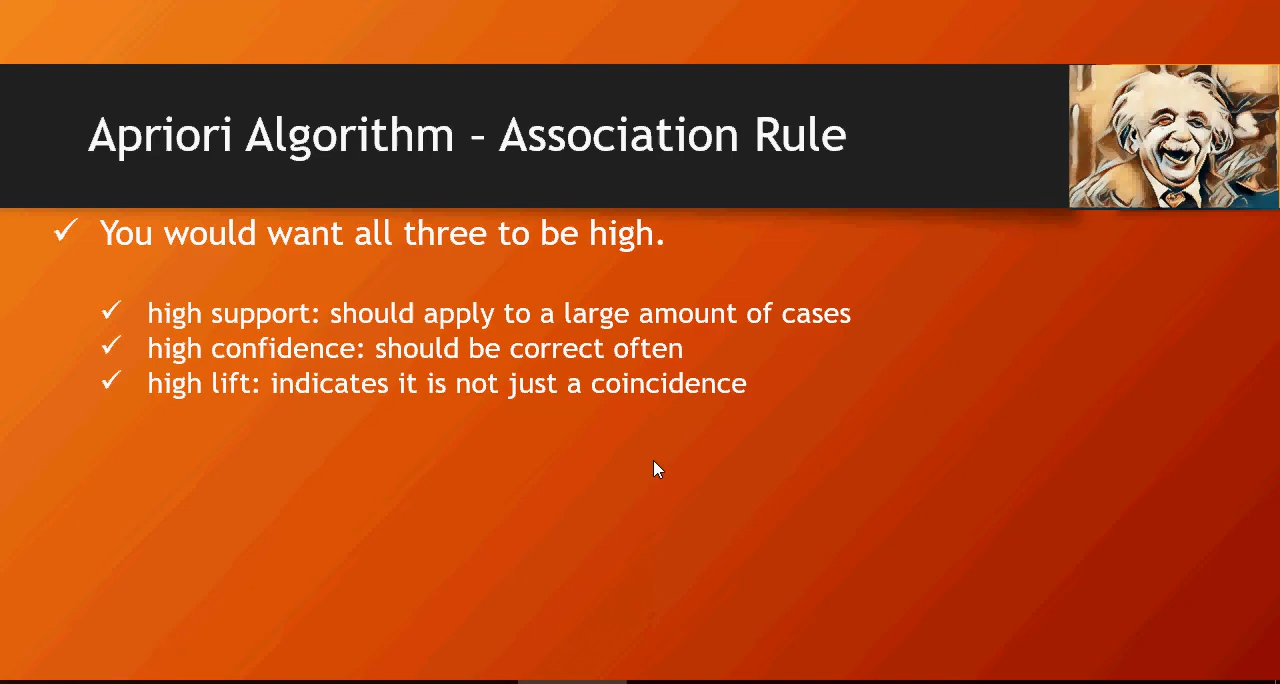 Apriori Algorithm – Association Rule
You would want all three to be high.
high support: should apply to a large amount of cases
high confidence: should be correct often
high lift: indicates it is not just a coincidence